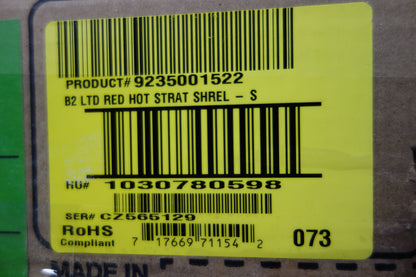 PRODUCT# 9235001522
B2 LTD RED HOT STRAT SHREL - S
HU# 1030780598
SER# CZ565129
RoHS
Compliant
7 17669 71154 2
073
MADE IN